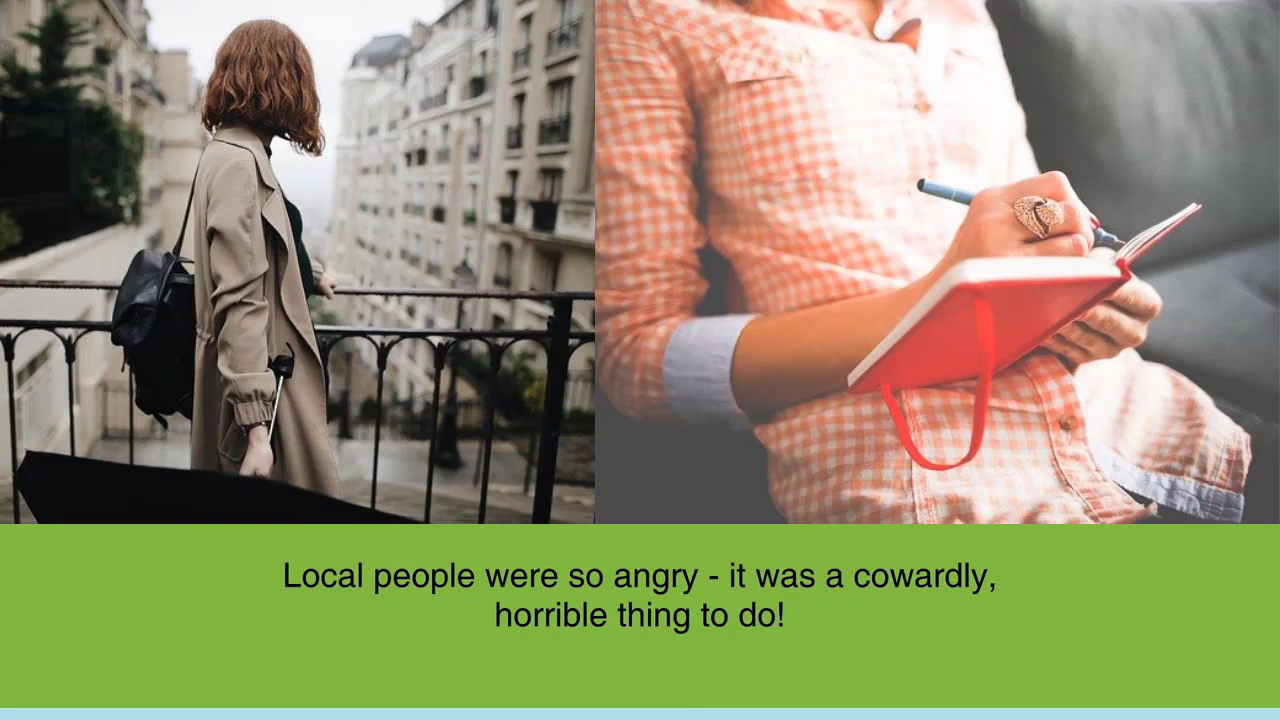 Local people were so angry - it was a cowardly,
horrible thing to do!